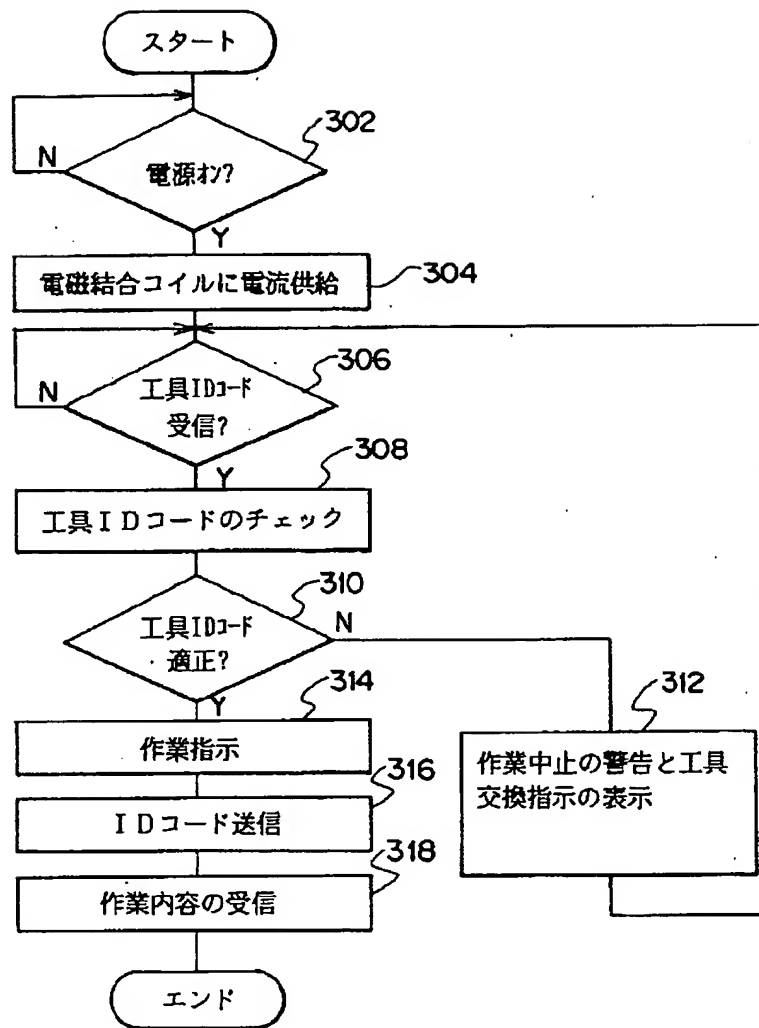 スタート
302
N
電源オン?
Y
電磁結合コイルに電流供給
304
306
N
工具IDコード
受信?
308
Y
工具IDコードのチェック
310
工具IDコード
適正?
N
314
Y
312
作業指示
作業中止の警告と工具
交換指示の表示
316
IDコード送信
318
作業内容の受信
エンド